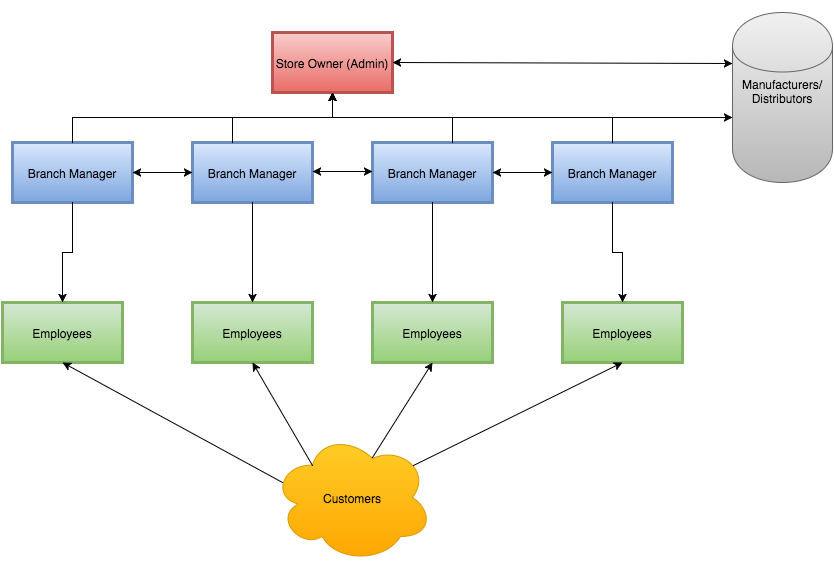 Store Owner (Admin)
Manufacturers/
Distributors
Branch Manager
Branch Manager
Branch Manager
Branch Manager
Employees
Employees
Employees
Employees
Customers